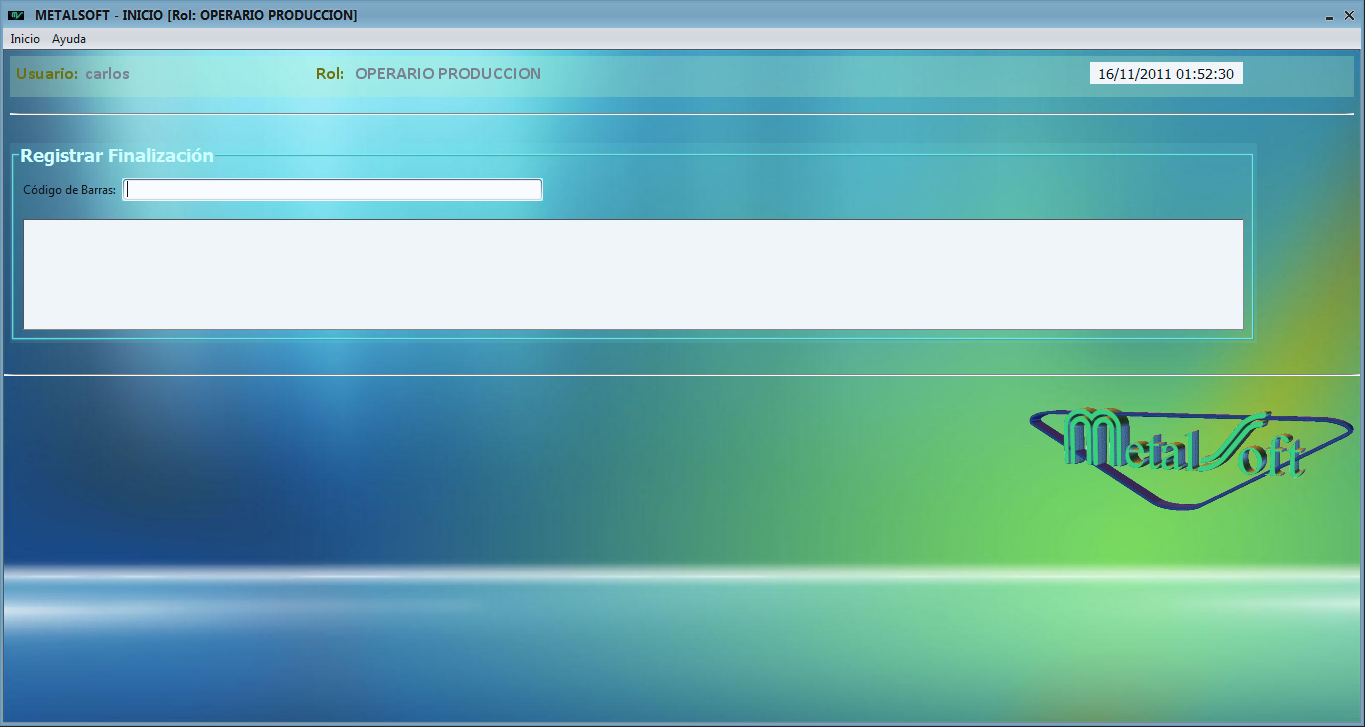 METALSOFT - INICIO [Rol: OPERARIO PRODUCCION]
Inicio Ayuda
Usuario: carlos Rol: OPERARIO PRODUCCION 16/11/2011 01:52:30
Registrar Finalización
Código de Barras:
MetalSoft